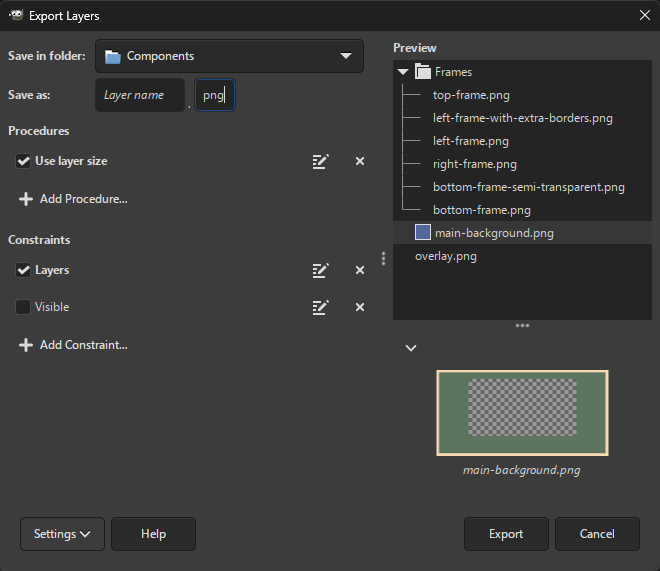 Export Layers
Save in folder: Components
Save as: Layer name . png
Procedures
Use layer size
Add Procedure...
Constraints
Layers
Visible
Add Constraint...
Preview
Frames
top-frame.png
left-frame-with-extra-borders.png
left-frame.png
right-frame.png
bottom-frame-semi-transparent.png
bottom-frame.png
main-background.png
overlay.png
main-background.png
Settings Help Export Cancel